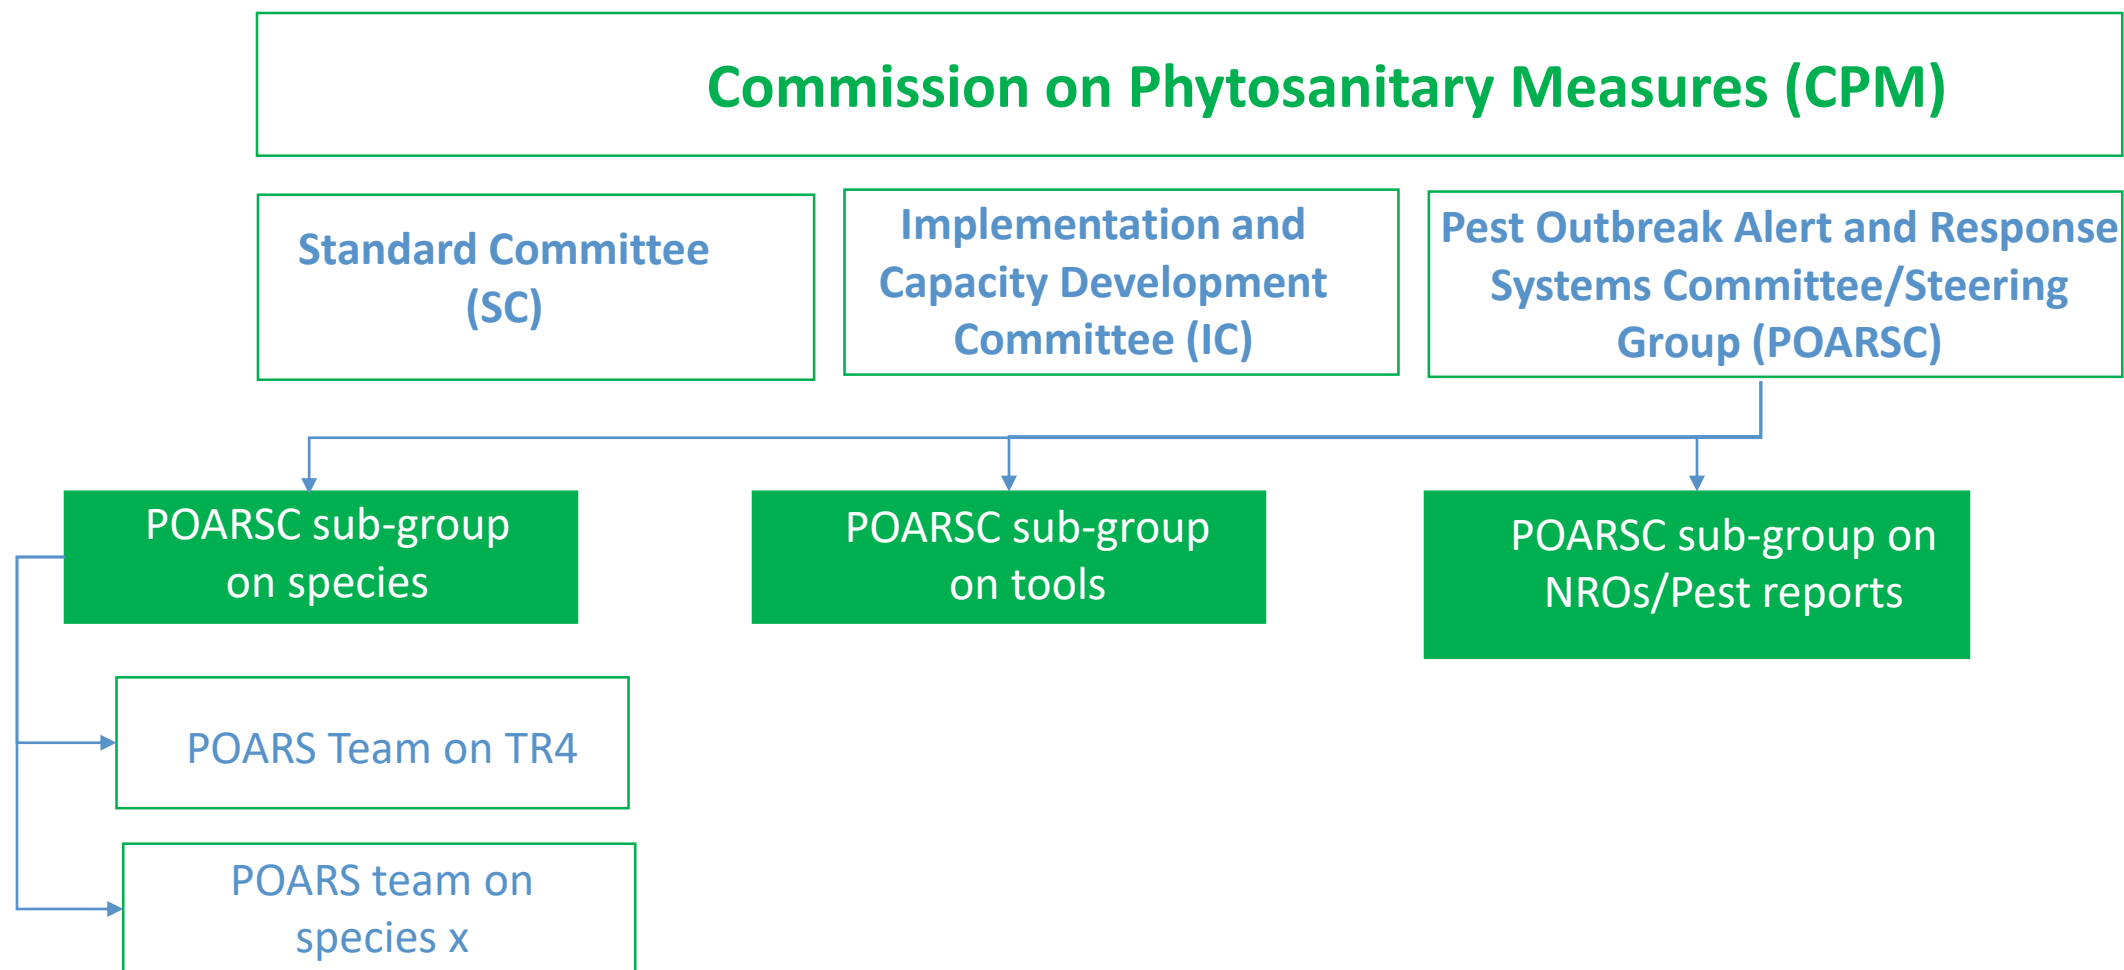 Commission on Phytosanitary Measures (CPM)
Standard Committee
(SC)
Implementation and
Capacity Development
Committee (IC)
Pest Outbreak Alert and Response
Systems Committee/Steering
Group (POARSC)
POARSC sub-group
on species
POARSC sub-group
on tools
POARSC sub-group on
NROs/Pest reports
POARS Team on TR4
POARS team on
species x